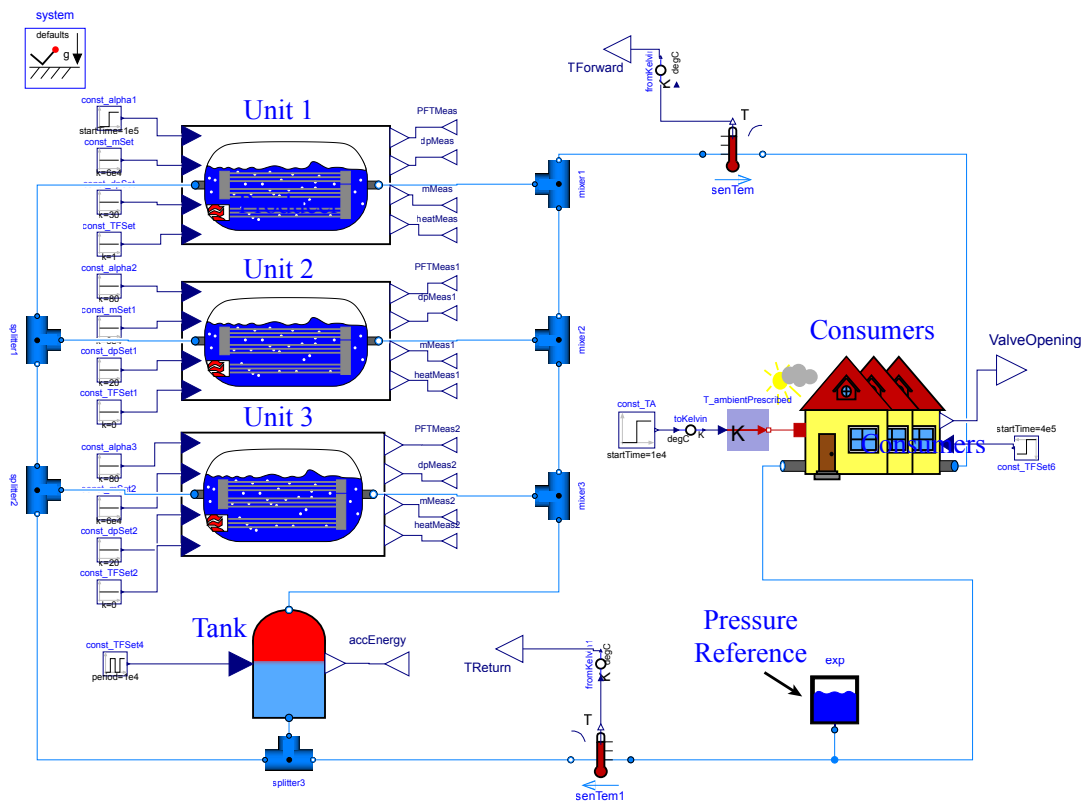 system
defaults
g
const_alpha1
startTime=1e5
const_mSet
k=6e4
k=30
const_TFSet
k=1
Unit 1
PFTMeas
dpMeas
mMeas
heatMeas
const_alpha2
k=80
const_mSet1
const_dpSet1
k=20
const_TFSet1
k=0
Unit 2
PFTMeas1
dpMeas1
mMeas1
heatMeas1
const_alpha3
k=80
k=6e4
const_dpSet2
k=20
const_TFSet2
k=0
Unit 3
PFTMeas2
dpMeas2
mMeas2
heatMeas2
splitter1
splitter2
mixer1
mixer2
mixer3
TForward
fromKelvin
degC
K
T
senTem
Consumers
ValveOpening
const_TA
startTime=1e4
toKelvin
degC
K
T_ambientPrescribed
K
Consumers
startTime=4e5
const_TFSet6
Tank
const_TFSet4
period=1e4
accEnergy
splitter3
TReturn
fromKelvin1
degC
K
T
senTem1
Pressure
Reference
exp